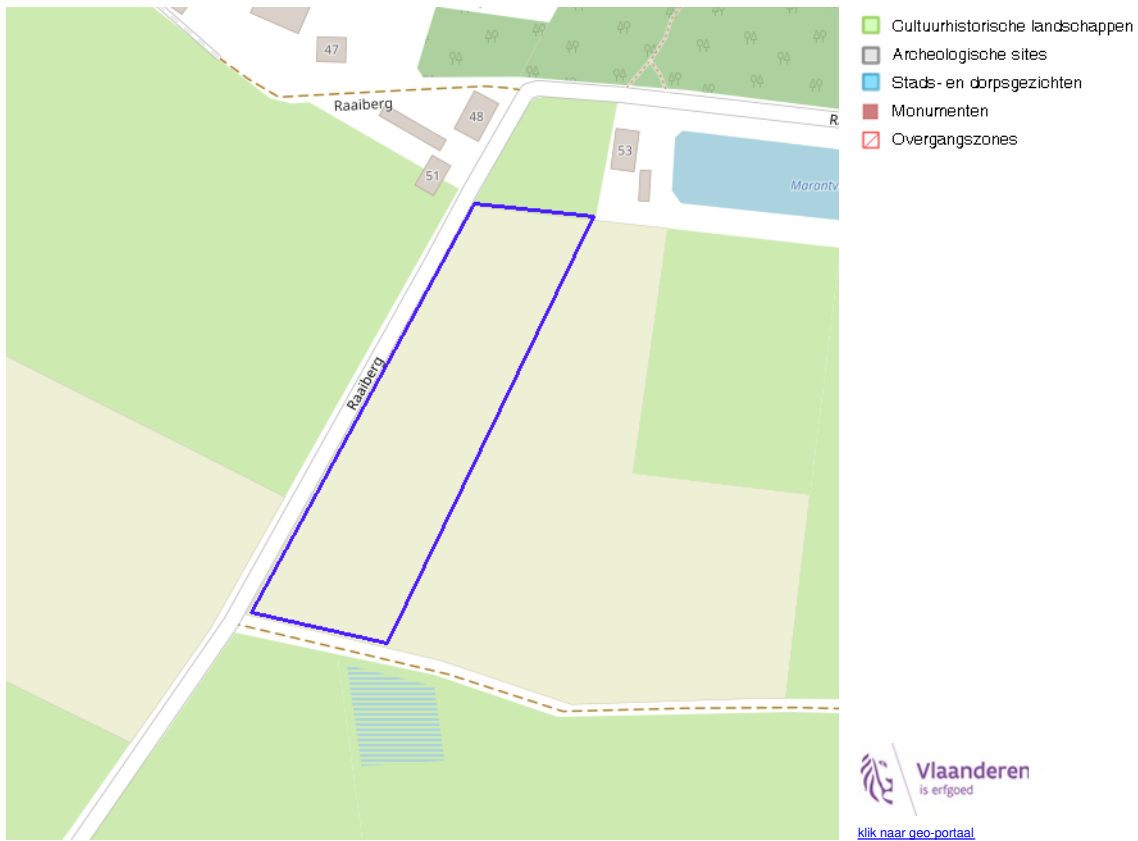 47
Raaiberg
48
51
53
R
Marantv
Raaiberg
Cultuurhistorische landschappen
Archeologische sites
Stads- en dorpsgezichten
Monumenten
Overgangszones
Vlaanderen
is erfgoed
klik naar geo-portaal